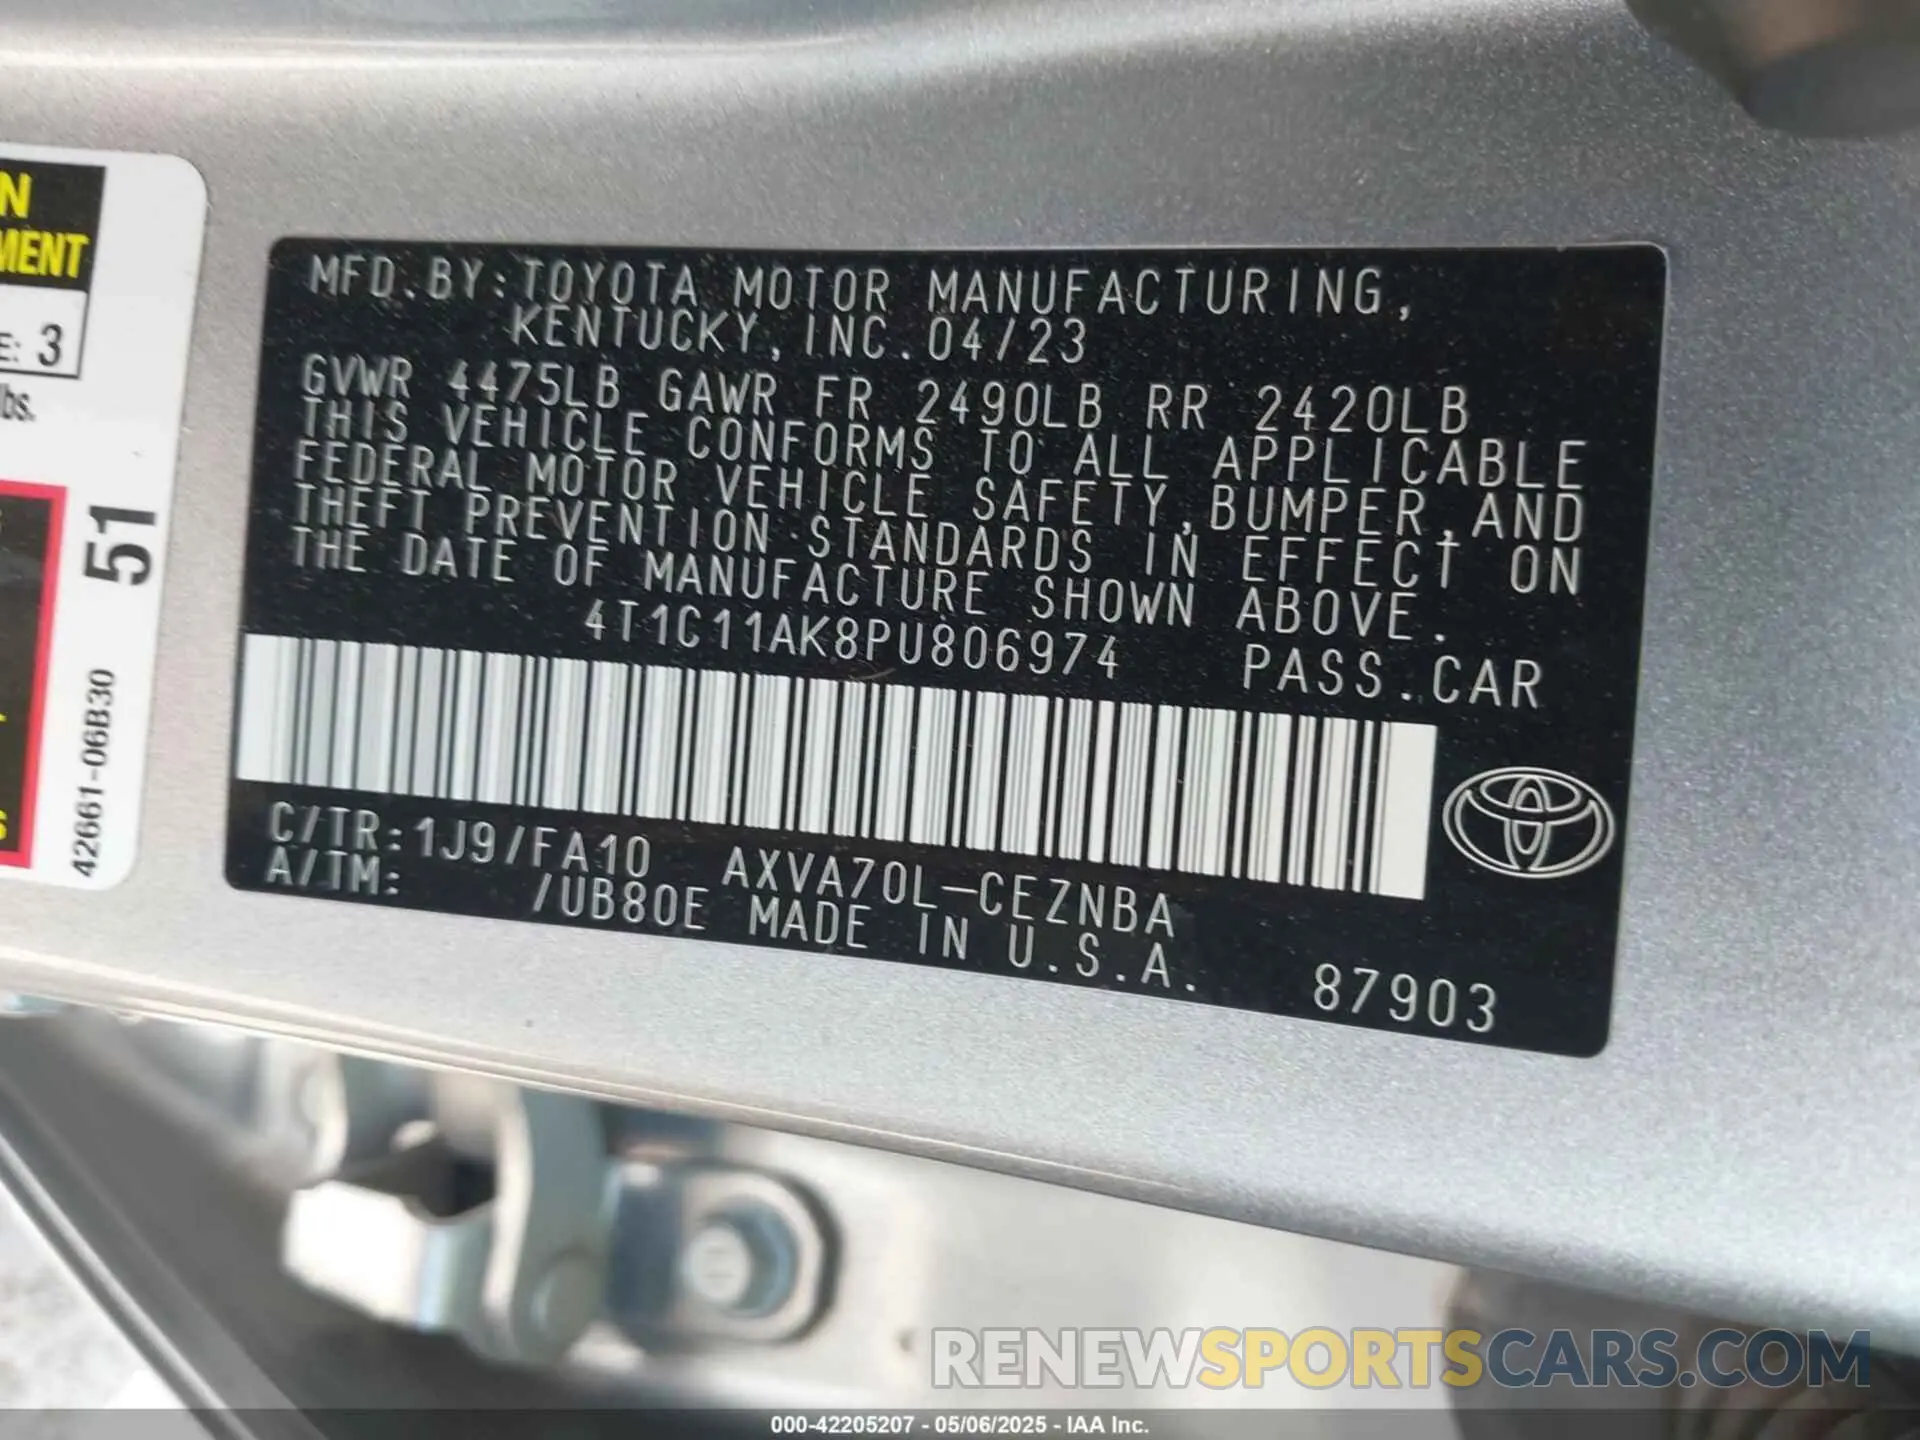 N
MENT
E: 3
lbs.
51
42661-06B30
MFD.BY:TOYOTA MOTOR MANUFACTURING,
KENTUCKY, INC. 04/23
GVWR 4475LB GAWR FR 2490LB RR 2420LB
THIS VEHICLE CONFORMS TO ALL APPLICABLE
FEDERAL MOTOR VEHICLE SAFETY, BUMPER, AND
THEFT PREVENTION STANDARDS IN EFFECT ON
THE DATE OF MANUFACTURE SHOWN ABOVE.
4T1C11AK8PU806974 PASS.CAR
C/TR:1J9/FA10 AXVA70L-CEZNBA
A/TM: /UB80E MADE IN U.S.A.
87903
RENEWSPORTSCARS.COM
000-42205207 - 05/06/2025 - IAA Inc.